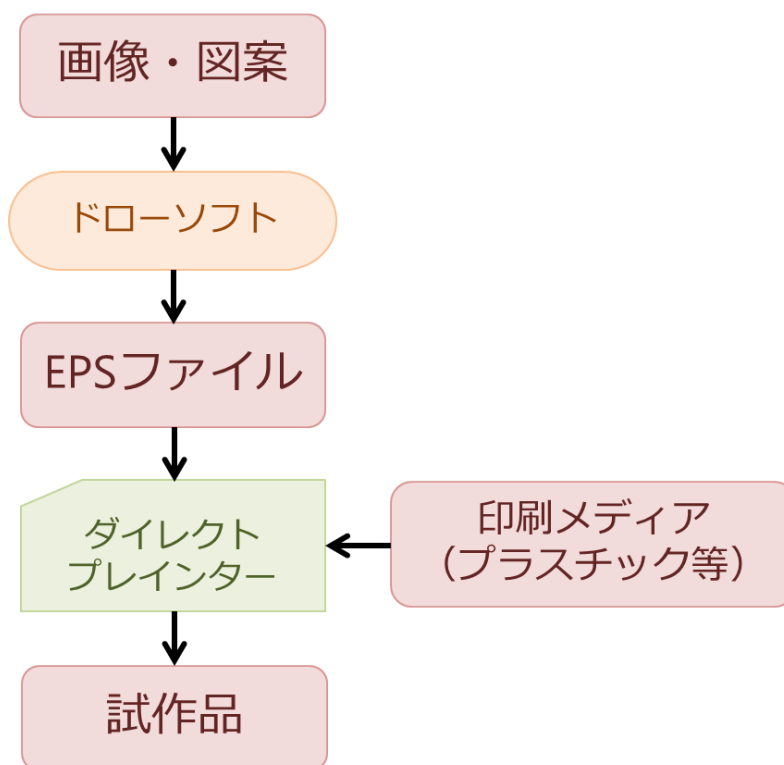 画像・図案
ドローソフト
EPSファイル
ダイレクト
プレインター
印刷メディア
（プラスチック等）
試作品